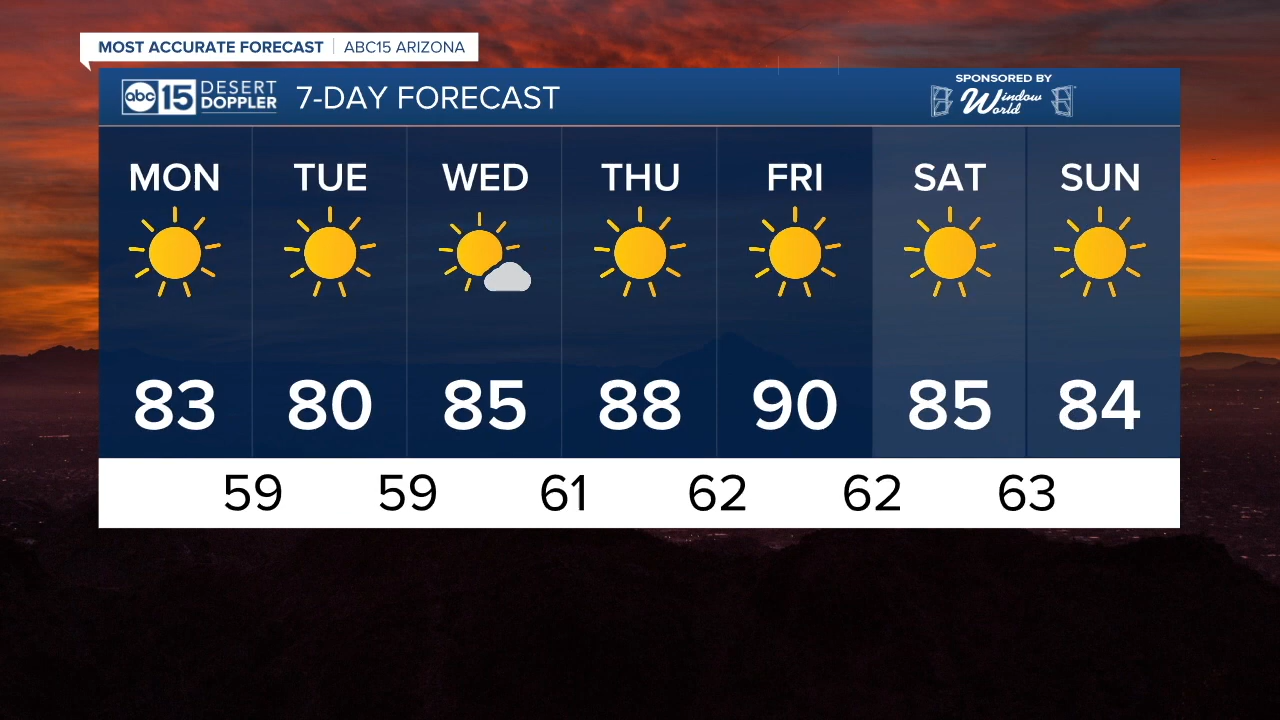 MOST ACCURATE FORECAST | ABC15 ARIZONA
abc 15 DESERT DOPPLER 7-DAY FORECAST
SPONSORED BY
Window World
MON TUE WED THU FRI SAT SUN
83 80 85 88 90 85 84
59 59 61 62 62 63